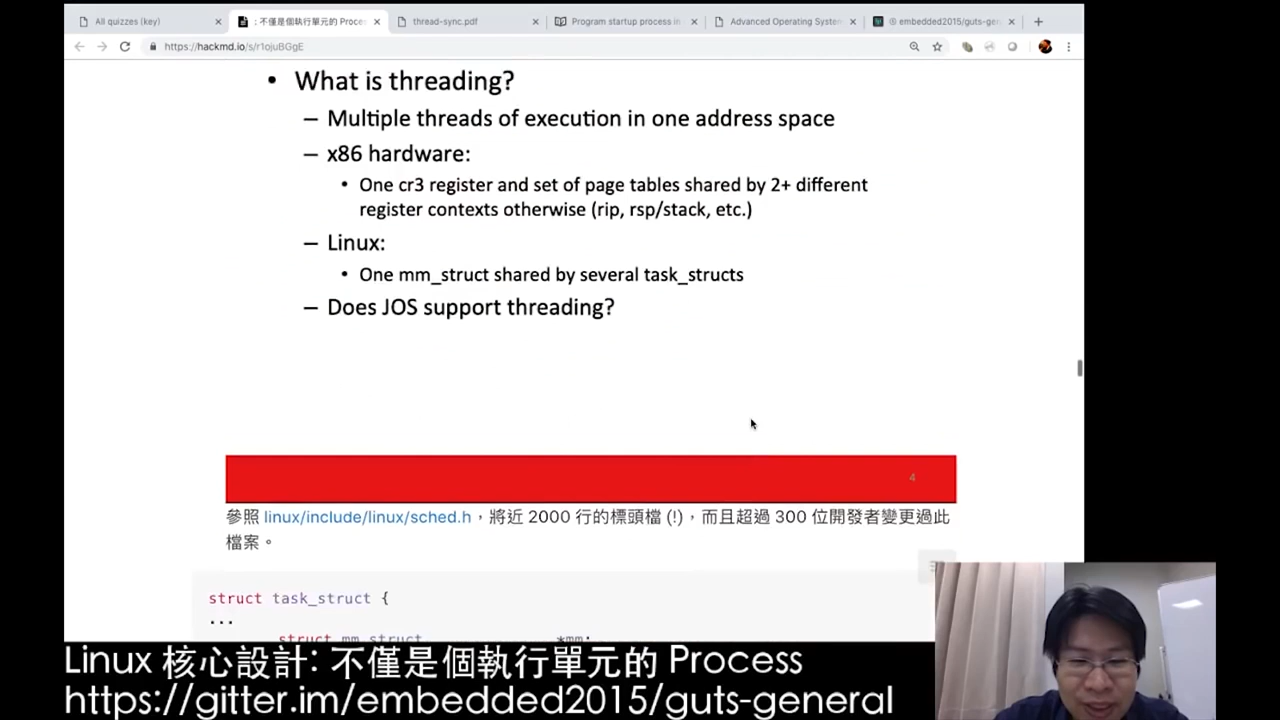 All quizzes (key)
: 不僅是個執行單元的 Proces
thread-sync.pdf
Program startup process in
Advanced Operating System
embedded2015/guts-gen
https://hackmd.io/s/r1ojuBGgE
• What is threading?
– Multiple threads of execution in one address space
– x86 hardware:
• One cr3 register and set of page tables shared by 2+ different
register contexts otherwise (rip, rsp/stack, etc.)
– Linux:
• One mm_struct shared by several task_structs
– Does JOS support threading?
4
參照 linux/include/linux/sched.h，將近 2000 行的標頭檔 (!)，而且超過 300 位開發者變更過此
檔案。
struct task_struct {
...
struct mm_struct *mm;
Linux 核心設計: 不僅是個執行單元的 Process
https://gitter.im/embedded2015/guts-general